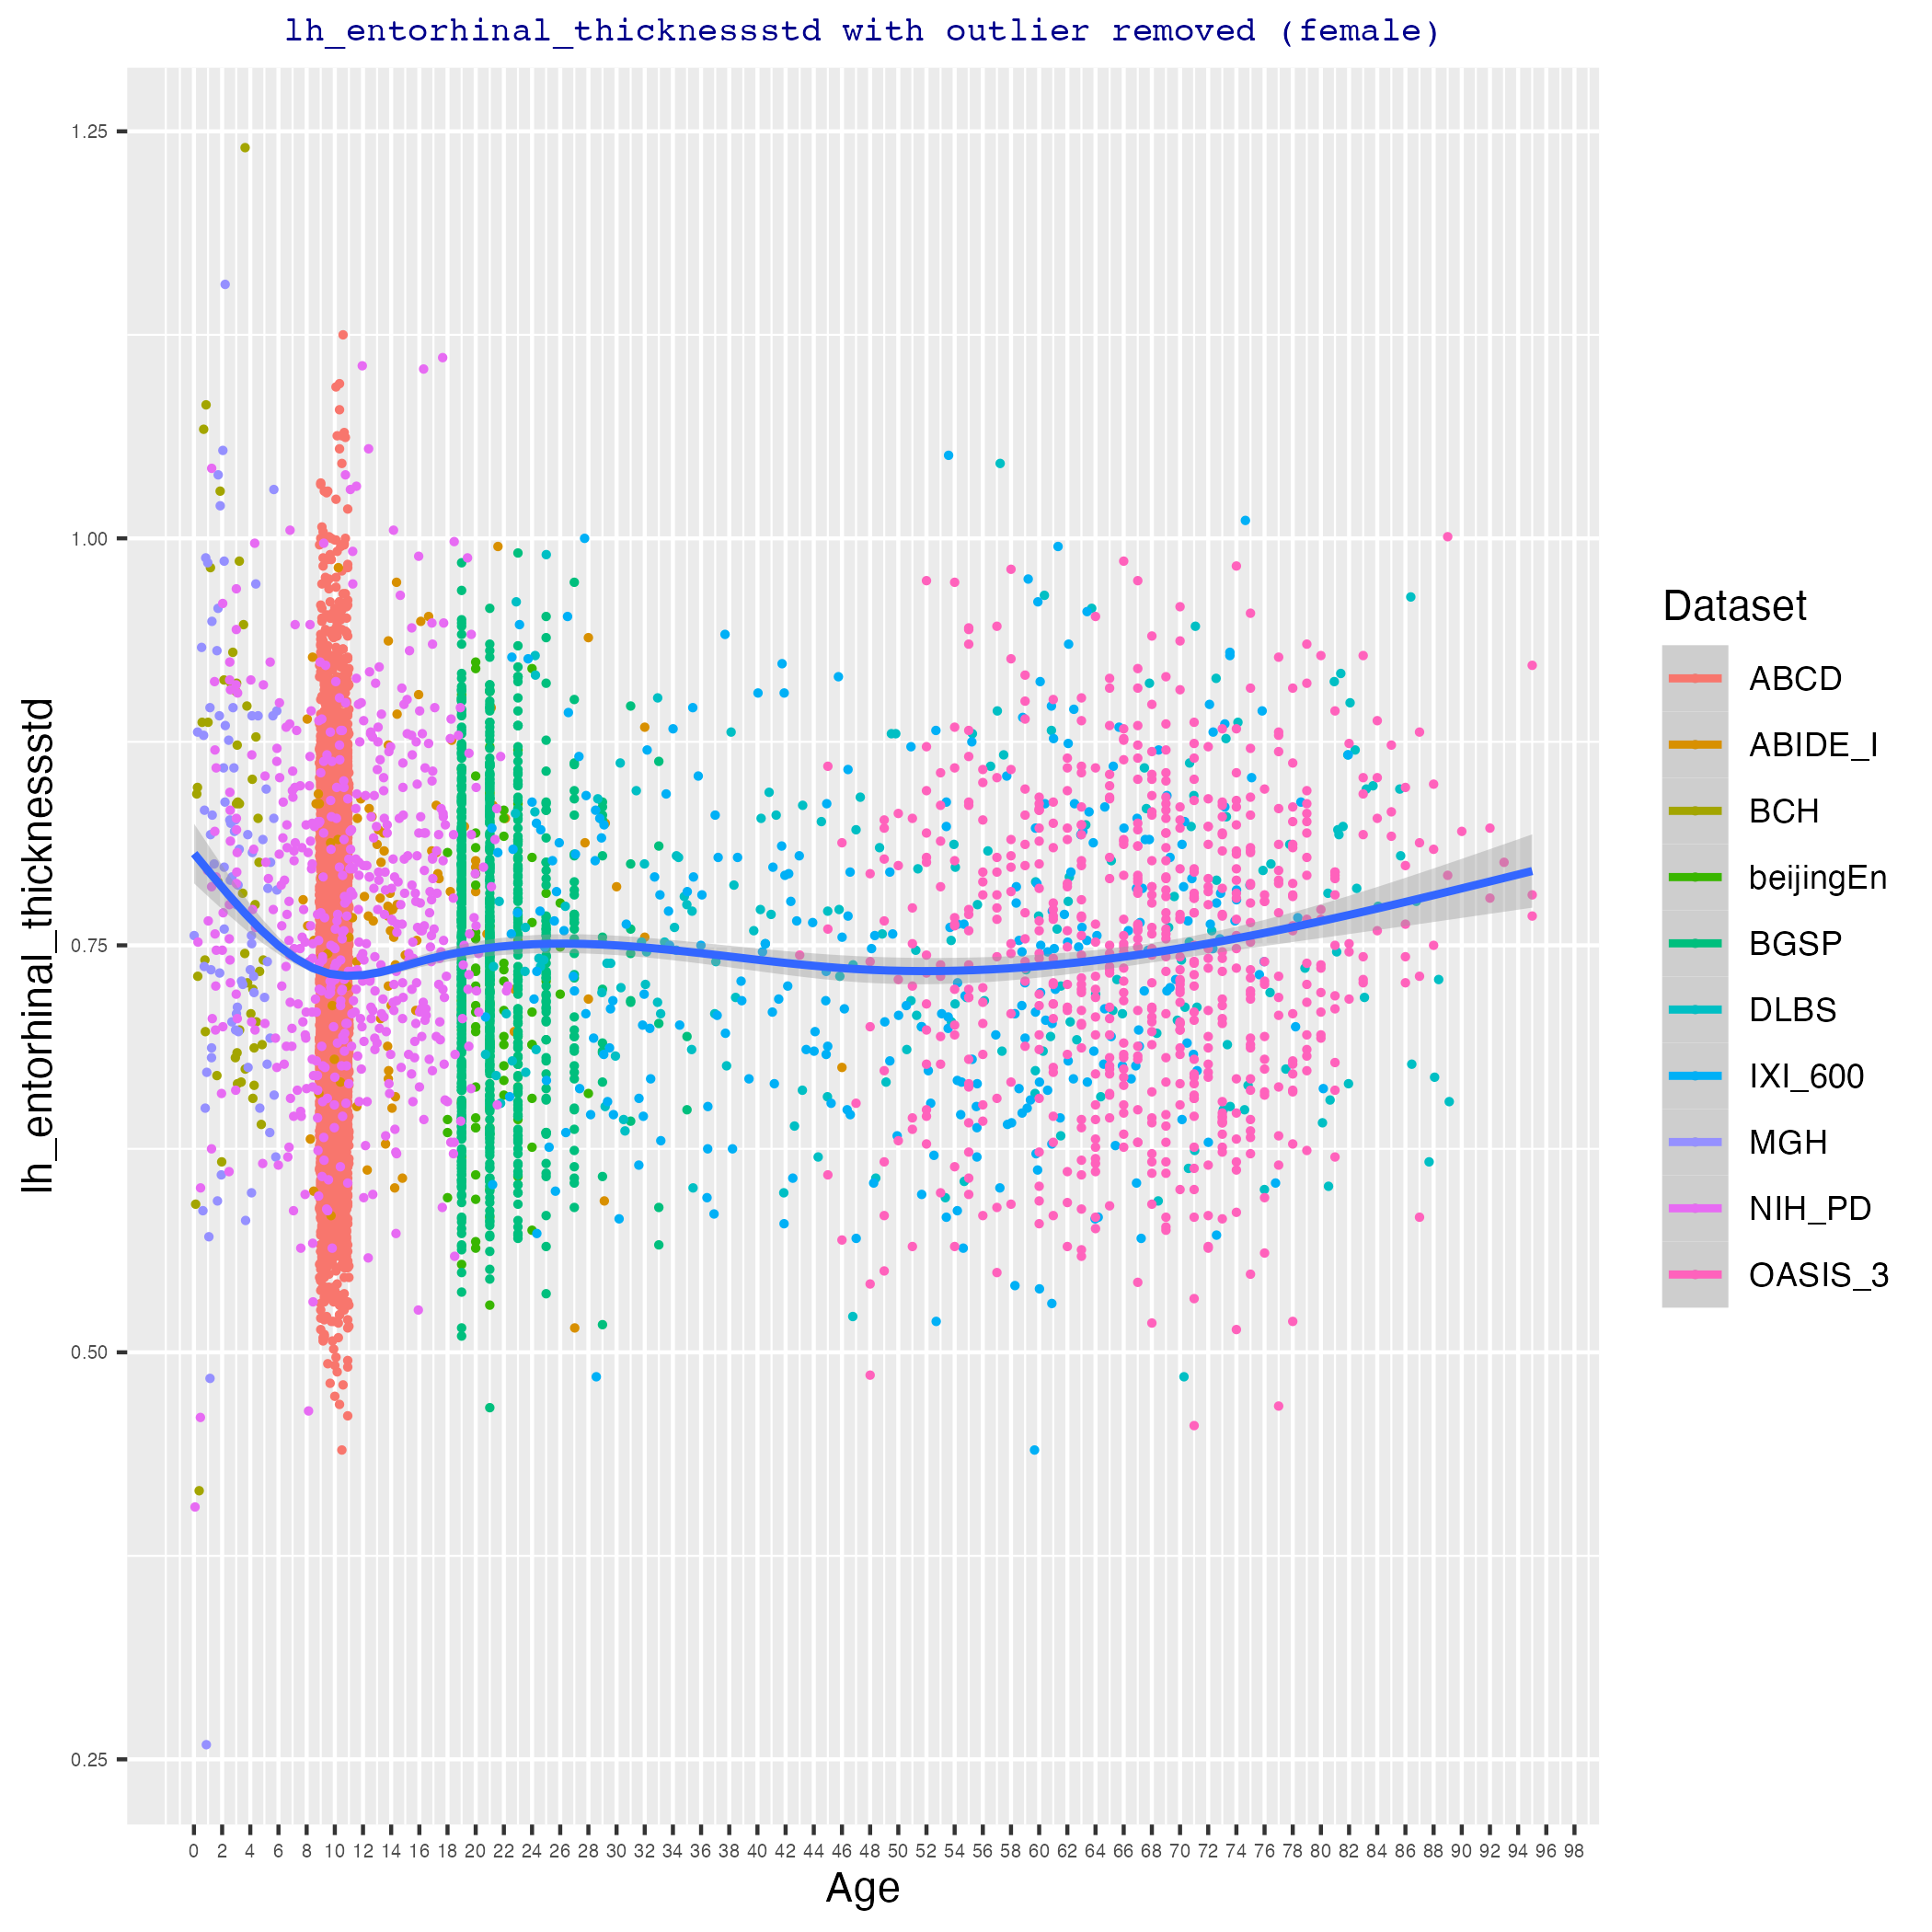 lh_entorhinal_thicknessstd with outlier removed (female)
lh_entorhinal_thicknessstd
1.25
1.00
0.75
0.50
0.25
0 2 4 6 8 10 12 14 16 18 20 22 24 26 28 30 32 34 36 38 40 42 44 46 48 50 52 54 56 58 60 62 64 66 68 70 72 74 76 78 80 82 84 86 88 90 92 94 96 98
Age
Dataset
ABCD
ABIDE_I
BCH
beijingEn
BGSP
DLBS
IXI_600
MGH
NIH_PD
OASIS_3